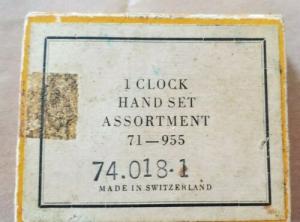 1 CLOCK
HAND SET
ASSORTMENT
71—955
74.018.1
MADE IN SWITZERLAND